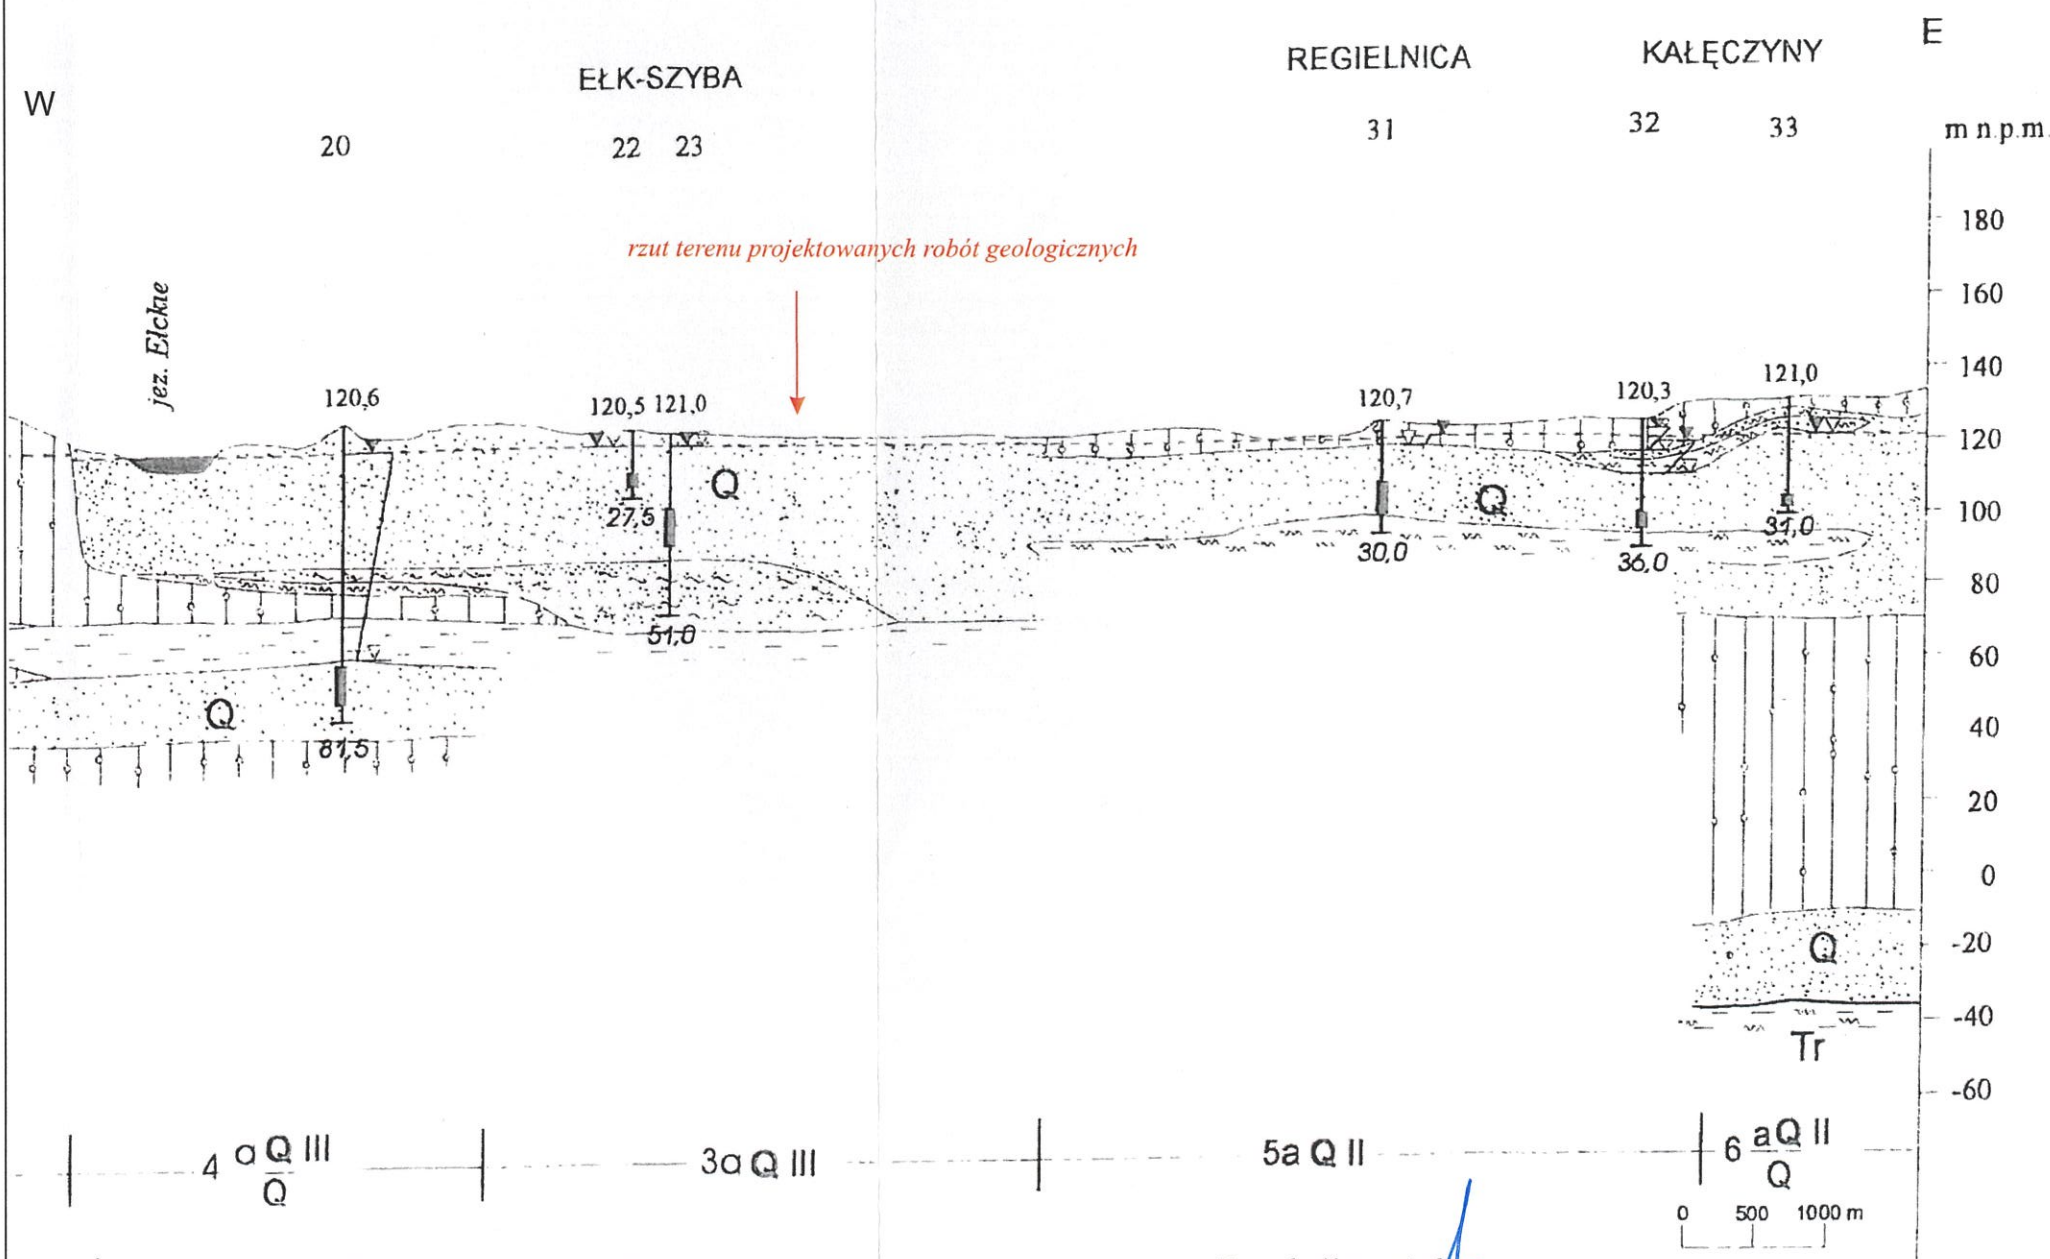 W
E
EŁK-SZYBA
REGIELNICA
KAŁĘCZYNY
20
22
23
31
32
33
m n.p.m.
rzut terenu projektowanych robót geologicznych
jez. Ełckie
120,6
120,5
121,0
120,7
120,3
121,0
180
160
140
120
100
80
60
40
20
0
-20
-40
-60
Q
Q
Q
Q
Tr
27,5
51,0
81,5
30,0
36,0
31,0
4 a Q III
Q
3a Q III
5a Q II
6 a Q II
Q
0 500 1000 m